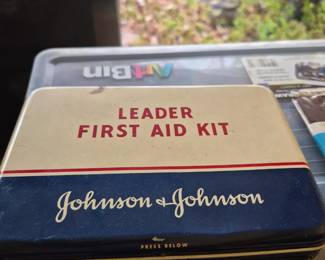 ArtBin
LEADER
FIRST AID KIT
Johnson & Johnson
PRESS BELOW